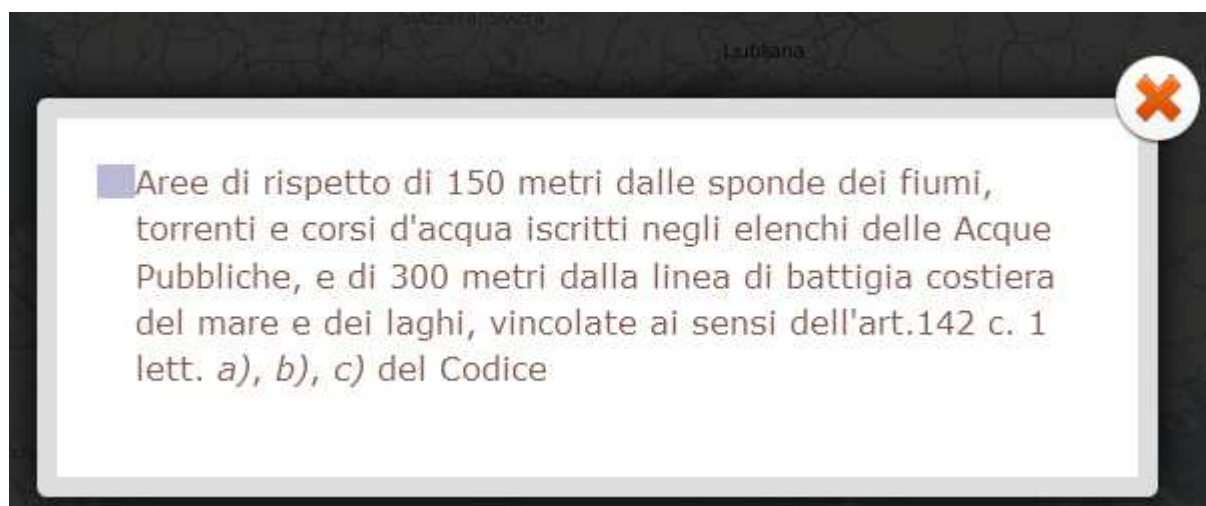 Ljubljana
Aree di rispetto di 150 metri dalle sponde dei fiumi,
torrenti e corsi d'acqua iscritti negli elenchi delle Acque
Pubbliche, e di 300 metri dalla linea di battigia costiera
del mare e dei laghi, vincolate ai sensi dell'art.142 c. 1
lett. a), b), c) del Codice